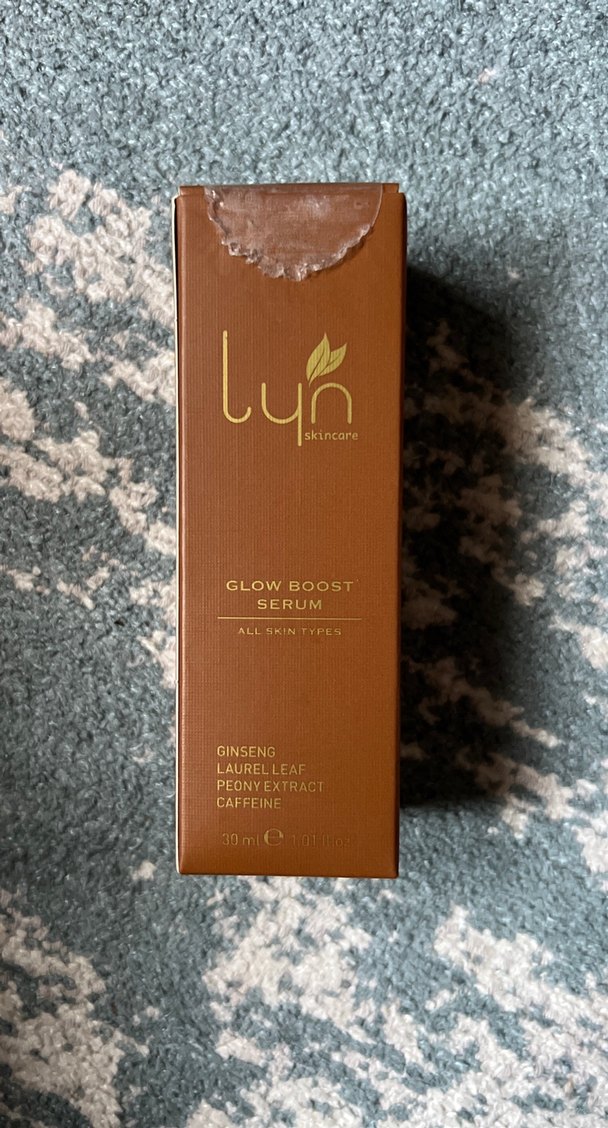 lyn
skincare
GLOW BOOST
SERUM
ALL SKIN TYPES
GINSENG
LAUREL LEAF
PEONY EXTRACT
CAFFEINE
30 ml ℮ 1.01 fl oz